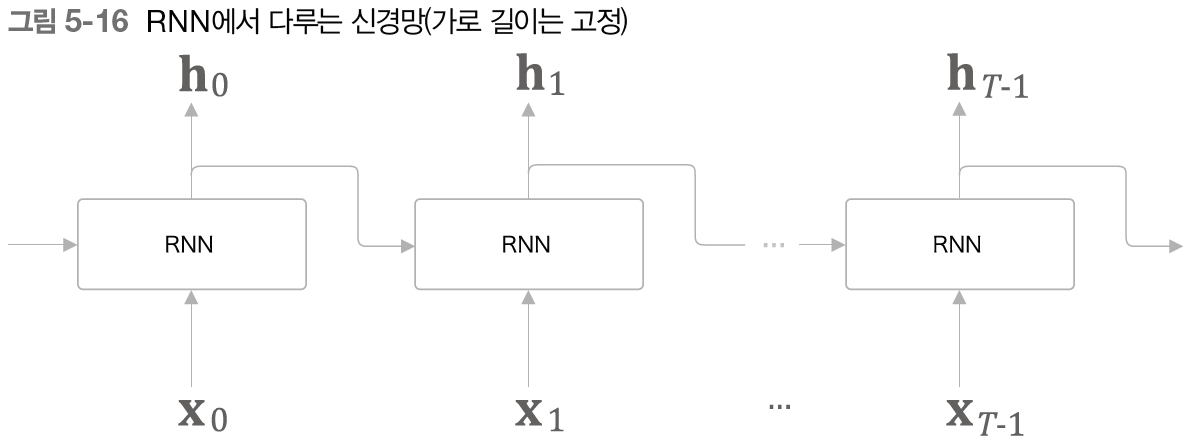 그림 5-16 RNN에서 다루는 신경망(가로 길이는 고정)
h0 h1 hT-1
RNN RNN ... RNN
x0 x1 ... xT-1